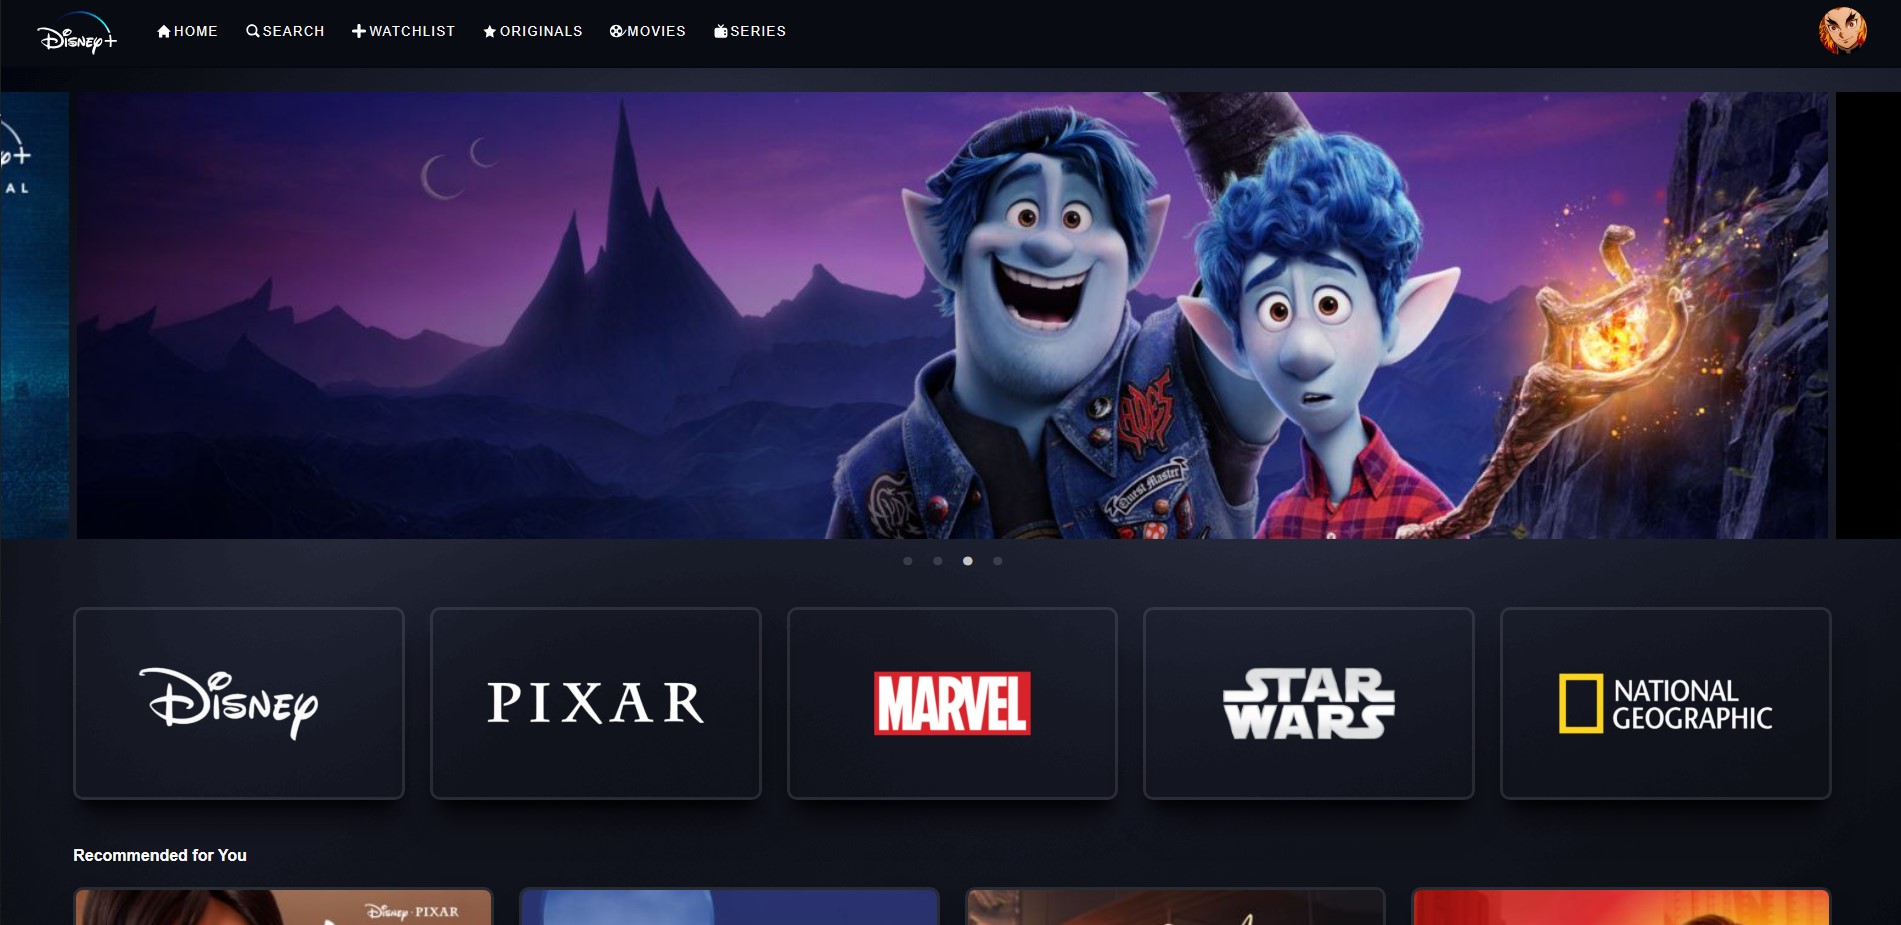 Disney+
HOME
SEARCH
WATCHLIST
ORIGINALS
MOVIES
SERIES
Quest Master
Disney
PIXAR
MARVEL
STAR
WARS
NATIONAL
GEOGRAPHIC
Recommended for You
Disney · PIXAR